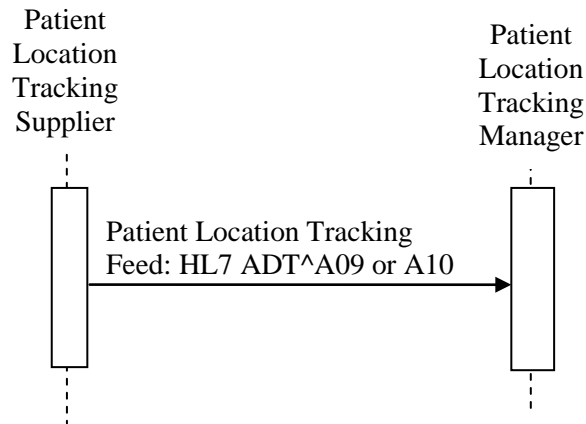 Patient
Location
Tracking
Supplier
Patient
Location
Tracking
Manager
Patient Location Tracking
Feed: HL7 ADT^A09 or A10